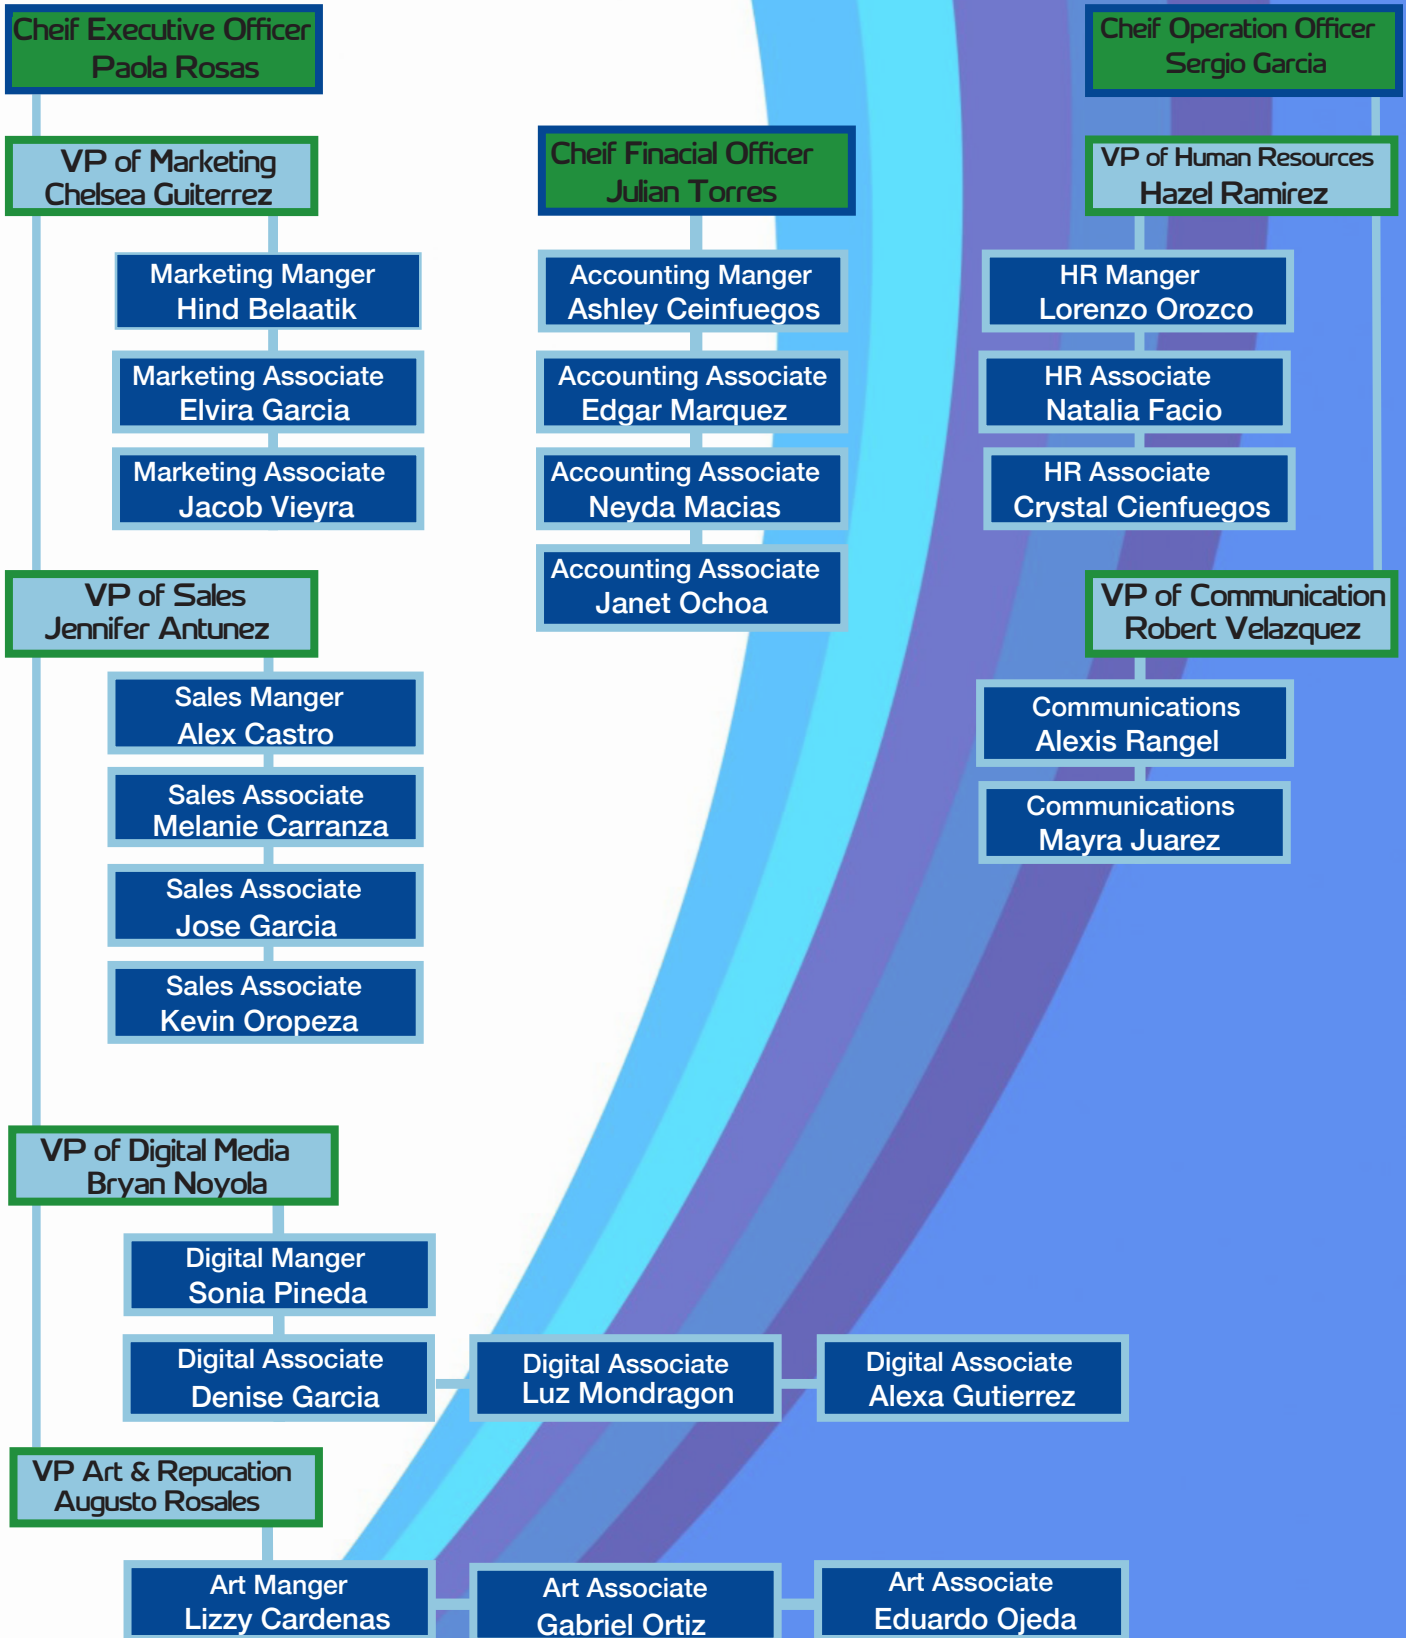 Cheif Executive Officer
Paola Rosas
VP of Marketing
Chelsea Guiterrez
Marketing Manger
Hind Belaatik
Marketing Associate
Elvira Garcia
Marketing Associate
Jacob Vieyra
VP of Sales
Jennifer Antunez
Sales Manger
Alex Castro
Sales Associate
Melanie Carranza
Sales Associate
Jose Garcia
Sales Associate
Kevin Oropeza
VP of Digital Media
Bryan Noyola
Digital Manger
Sonia Pineda
Digital Associate
Denise Garcia
Digital Associate
Luz Mondragon
Digital Associate
Alexa Gutierrez
VP Art & Repucation
Augusto Rosales
Art Manger
Lizzy Cardenas
Art Associate
Gabriel Ortiz
Art Associate
Eduardo Ojeda
Cheif Finacial Officer
Julian Torres
Accounting Manger
Ashley Ceinfuegos
Accounting Associate
Edgar Marquez
Accounting Associate
Neyda Macias
Accounting Associate
Janet Ochoa
Cheif Operation Officer
Sergio Garcia
VP of Human Resources
Hazel Ramirez
HR Manger
Lorenzo Orozco
HR Associate
Natalia Facio
HR Associate
Crystal Cienfuegos
VP of Communication
Robert Velazquez
Communications
Alexis Rangel
Communications
Mayra Juarez